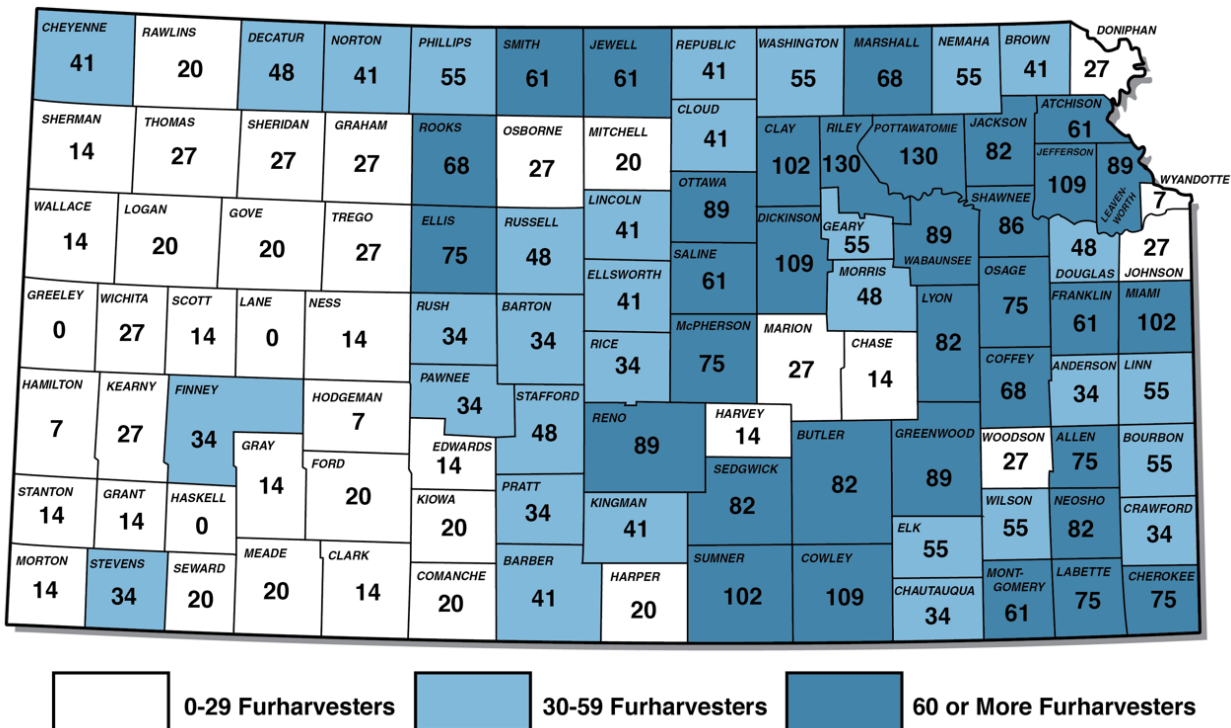 CHEYENNE
41
RAWLINS
20
DECATUR
48
NORTON
41
PHILLIPS
55
SMITH
61
JEWELL
61
REPUBLIC
41
WASHINGTON
55
MARSHALL
68
NEMAHA
55
BROWN
41
DONIPHAN
27
SHERMAN
14
THOMAS
27
SHERIDAN
27
GRAHAM
27
ROOKS
68
OSBORNE
27
MITCHELL
20
CLOUD
41
CLAY
102
RILEY
130
POTTAWATOMIE
130
JACKSON
82
ATCHISON
61
JEFFERSON
109
89
LEAVEN-
WORTH
WYANDOTTE
7
WALLACE
14
LOGAN
20
GOVE
20
TREGO
27
ELLIS
75
RUSSELL
48
LINCOLN
41
OTTAWA
89
DICKINSON
109
GEARY
55
89
WABAUNSEE
SHAWNEE
86
48
DOUGLAS
27
JOHNSON
ELLSWORTH
41
SALINE
61
MORRIS
48
OSAGE
75
GREELEY
0
WICHITA
27
SCOTT
14
LANE
0
NESS
14
RUSH
34
BARTON
34
RICE
34
McPHERSON
75
MARION
27
CHASE
14
LYON
82
FRANKLIN
61
MIAMI
102
COFFEY
68
ANDERSON
34
LINN
55
HAMILTON
7
KEARNY
27
FINNEY
34
HODGEMAN
7
PAWNEE
34
STAFFORD
48
RENO
89
HARVEY
14
BUTLER
82
GREENWOOD
89
WOODSON
27
ALLEN
75
BOURBON
55
GRAY
14
FORD
20
EDWARDS
14
KIOWA
20
PRATT
34
KINGMAN
41
SEDGWICK
82
ELK
55
WILSON
55
NEOSHO
82
CRAWFORD
34
STANTON
14
GRANT
14
HASKELL
0
MORTON
14
STEVENS
34
SEWARD
20
MEADE
20
CLARK
14
COMANCHE
20
BARBER
41
HARPER
20
SUMNER
102
COWLEY
109
CHAUTAUQUA
34
MONT-
GOMERY
61
LABETTE
75
CHEROKEE
75
0-29 Furharvesters
30-59 Furharvesters
60 or More Furharvesters